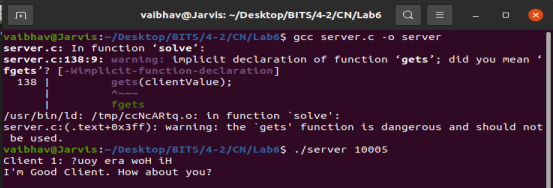 vaibhav@Jarvis: ~/Desktop/BITS/4-2/CN/Lab6
vaibhav@Jarvis:~/Desktop/BITS/4-2/CN/Lab6$ gcc server.c -o server
server.c: In function ‘solve’:
server.c:138:9: warning: implicit declaration of function ‘gets’; did you mean ‘
fgets’? [-Wimplicit-function-declaration]
  138 |         gets(clientValue);
      |         ^~~~
      |         fgets
/usr/bin/ld: /tmp/ccNcARtq.o: in function `solve':
server.c:(.text+0x3ff): warning: the `gets' function is dangerous and should not
be used.
vaibhav@Jarvis:~/Desktop/BITS/4-2/CN/Lab6$ ./server 10005
Client 1: ?uoy era woH iH
I'm Good Client. How about you?